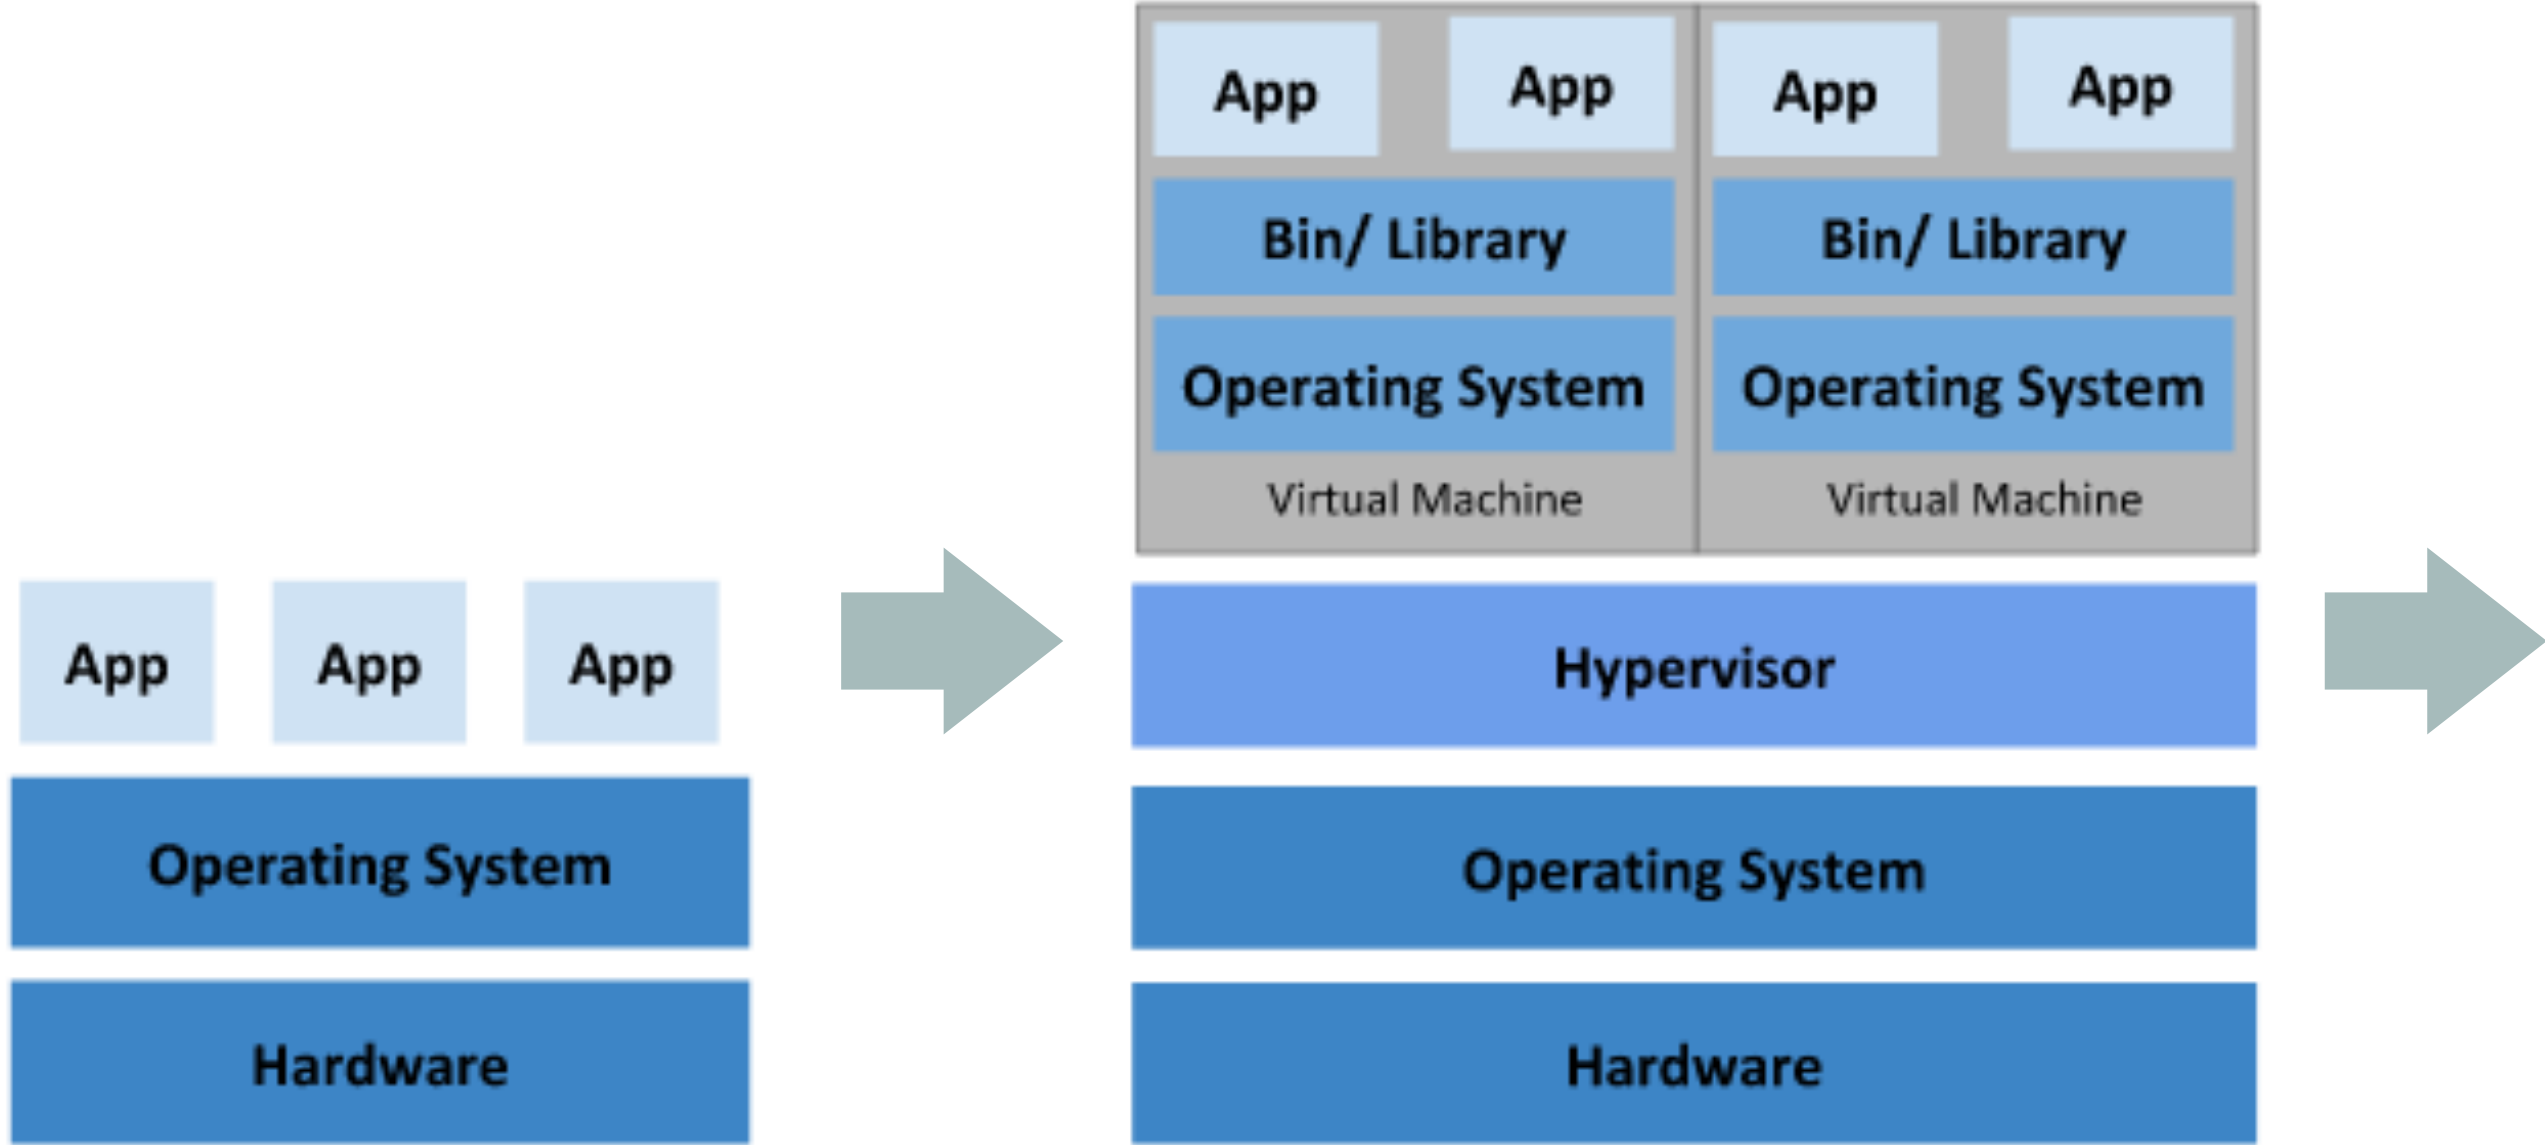 App
App
App
Operating System
Hardware
App
App
App
App
Bin/ Library
Bin/ Library
Operating System
Operating System
Virtual Machine
Virtual Machine
Hypervisor
Operating System
Hardware